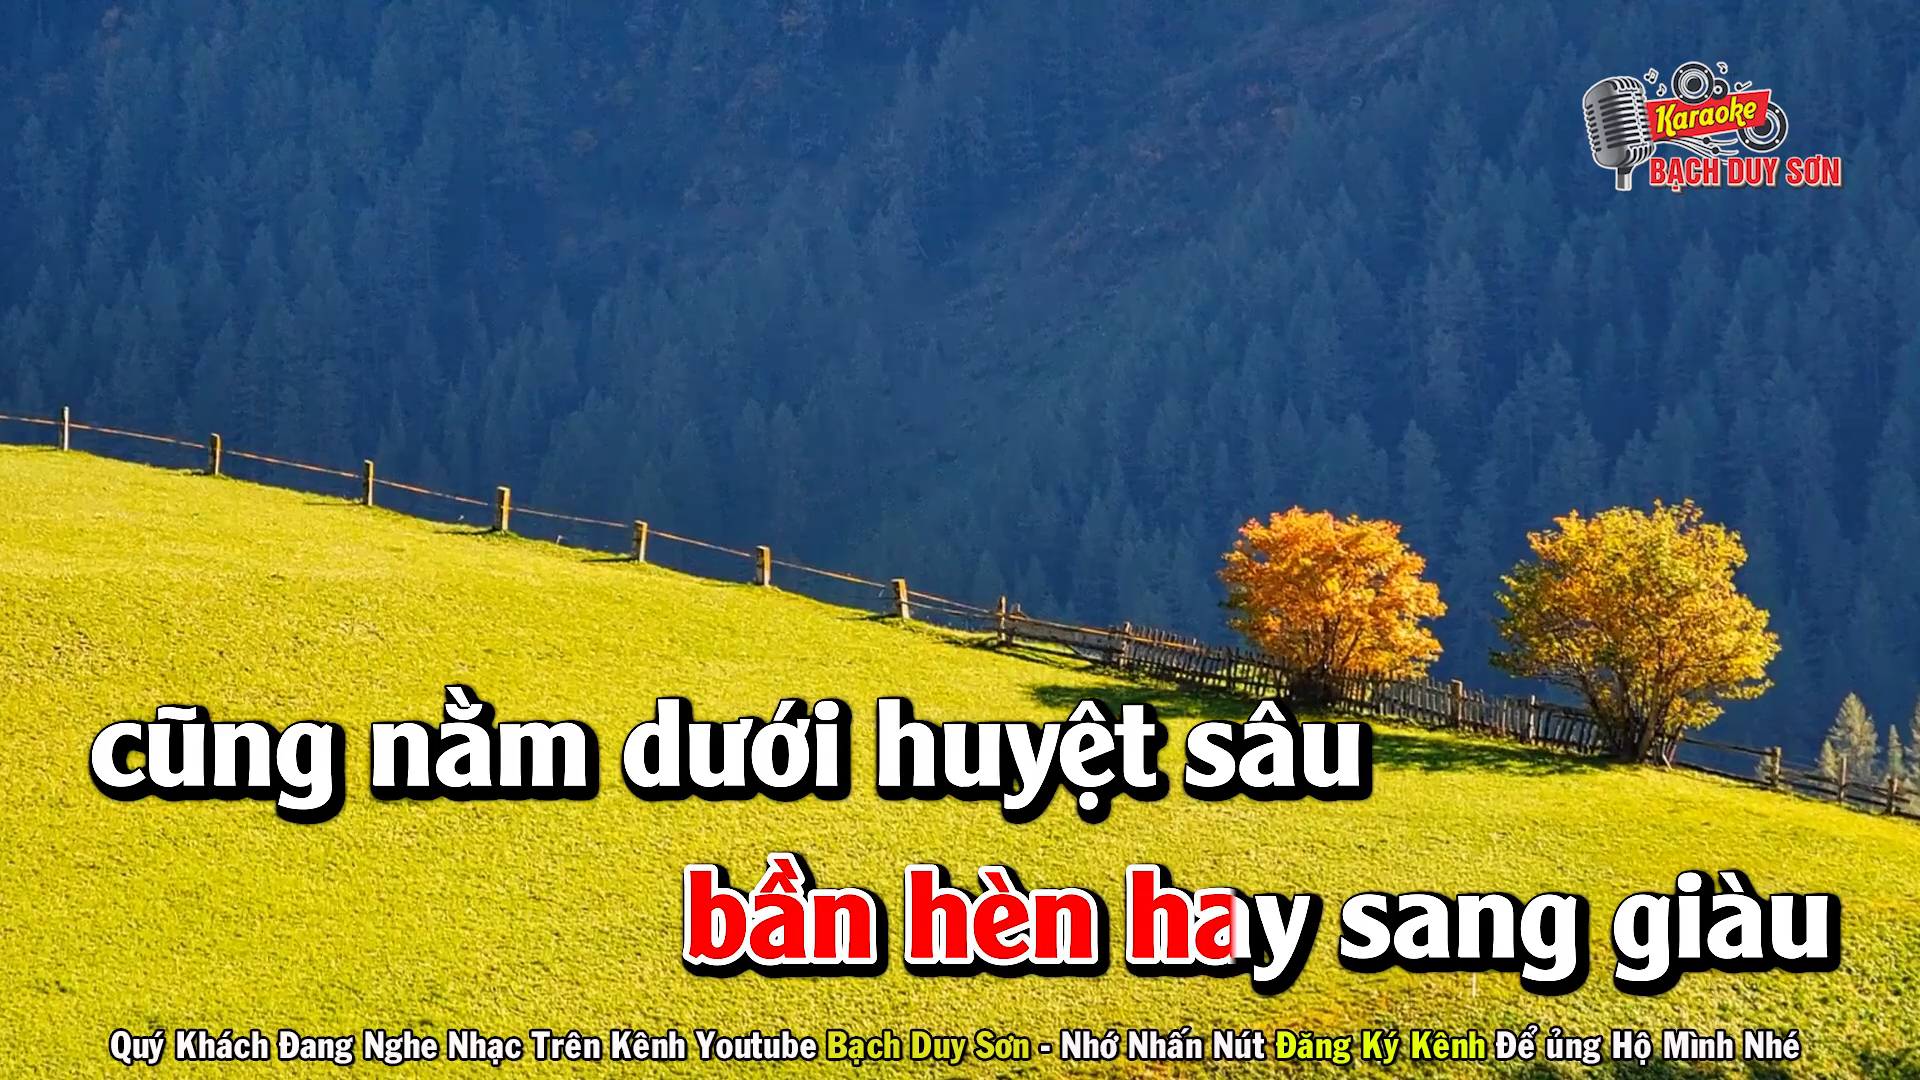 Karaoke
BẠCH DUY SƠN
cũng nằm dưới huyệt sâu
bần hèn hay sang giàu
Quý Khách Đang Nghe Nhạc Trên Kênh Youtube Bạch Duy Sơn - Nhớ Nhấn Nút Đăng Ký Kênh Để ủng Hộ Mình Nhé